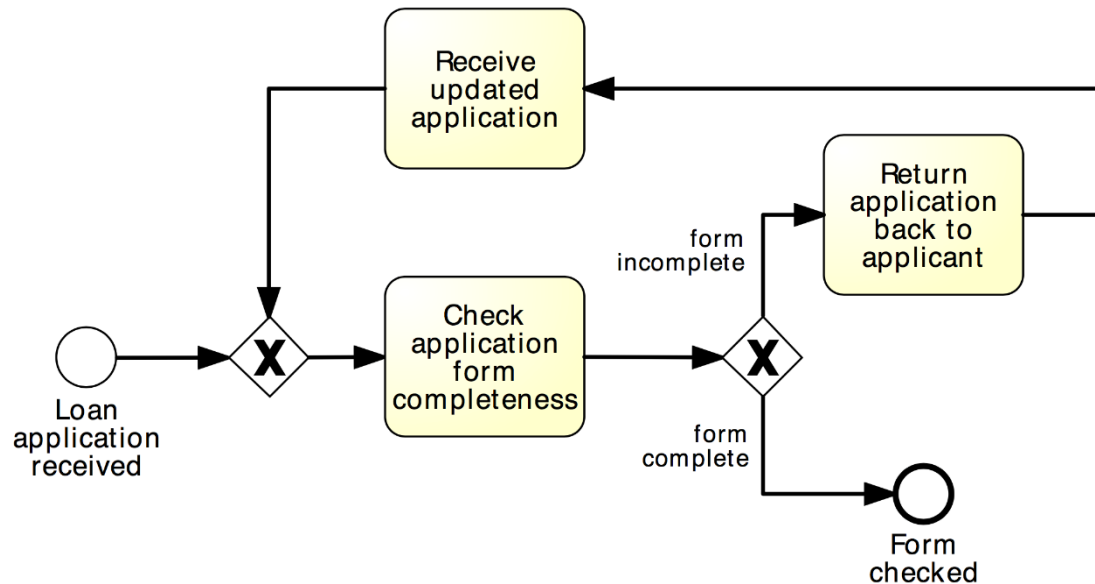 Receive
updated
application
Return
application
back to
applicant
form
incomplete
Check
application
form
completeness
X
X
Loan
application
received
form
complete
Form
checked